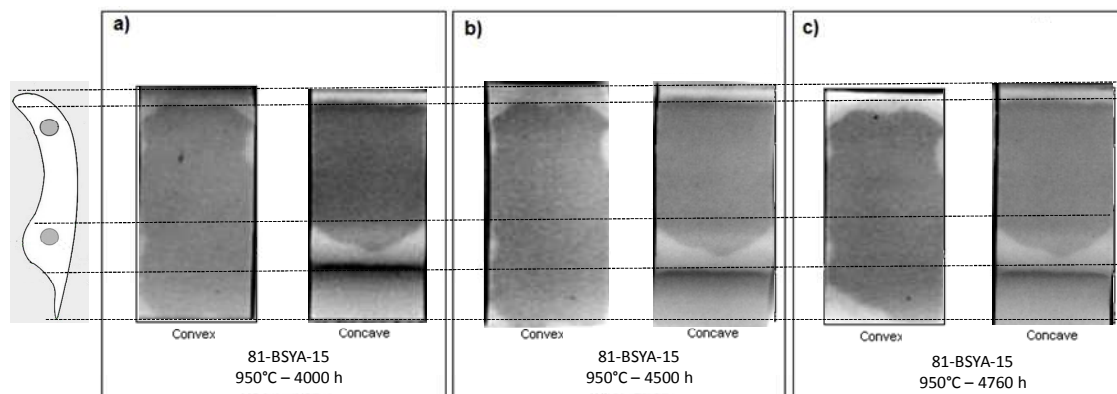 a)
Convex
Concave
81-BSYA-15
950°C – 4000 h
b)
Convex
Concave
81-BSYA-15
950°C – 4500 h
c)
Convex
Concave
81-BSYA-15
950°C – 4760 h